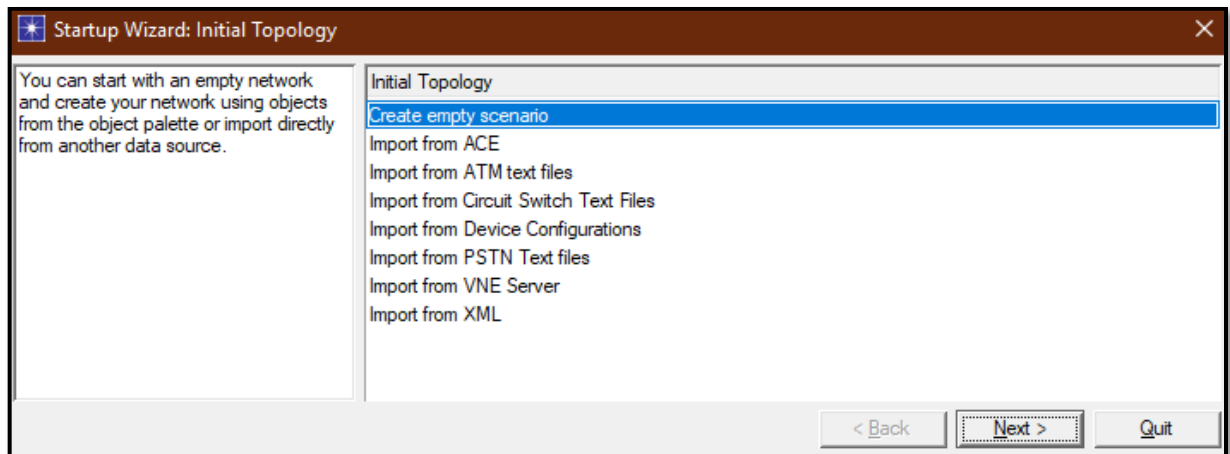 Startup Wizard: Initial Topology
You can start with an empty network
and create your network using objects
from the object palette or import directly
from another data source.
Initial Topology
Create empty scenario
Import from ACE
Import from ATM text files
Import from Circuit Switch Text Files
Import from Device Configurations
Import from PSTN Text files
Import from VNE Server
Import from XML
< Back
Next >
Quit